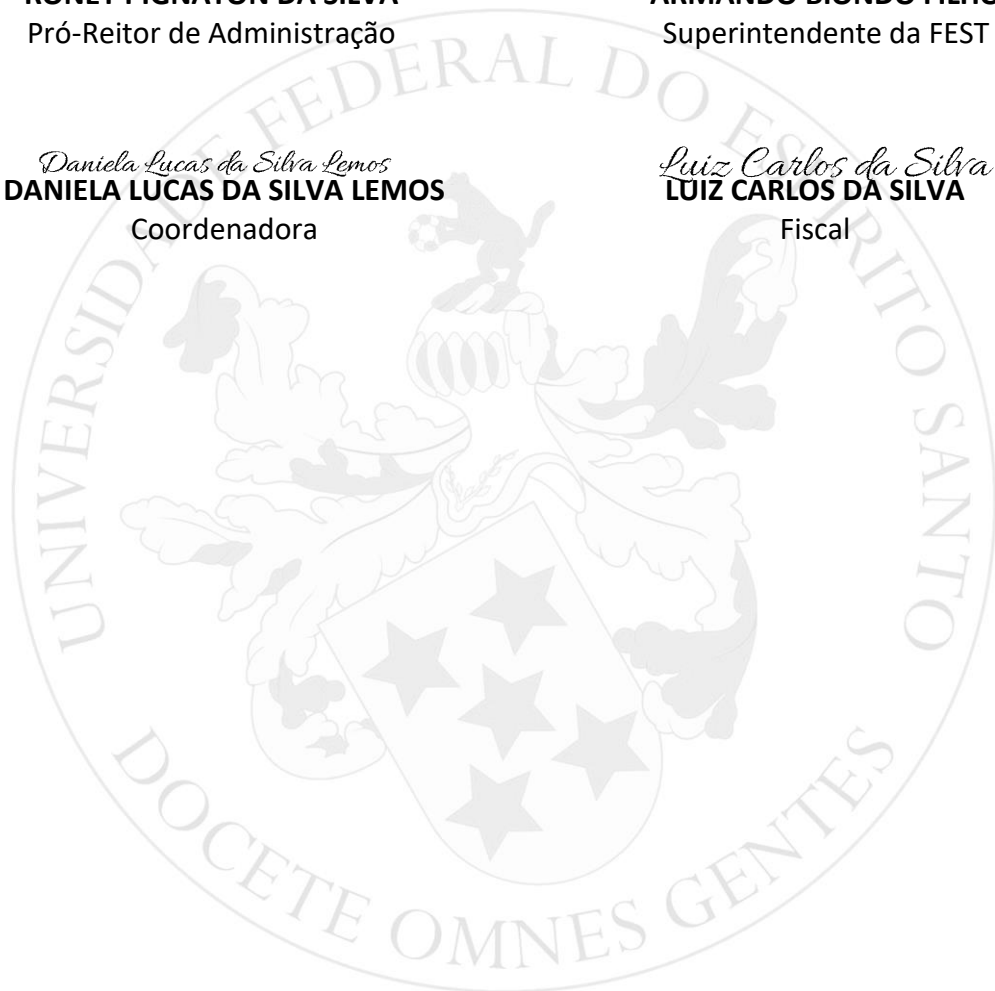 Pró-Reitor de Administração
Superintendente da FEST
Daniela Lucas da Silva Lemos
DANIELA LUCAS DA SILVA LEMOS
Coordenadora
Luiz Carlos da Silva
LUIZ CARLOS DA SILVA
Fiscal
UNIVERSIDADE FEDERAL DO ESPÍRITO SANTO
DOCETE OMNES GENTES